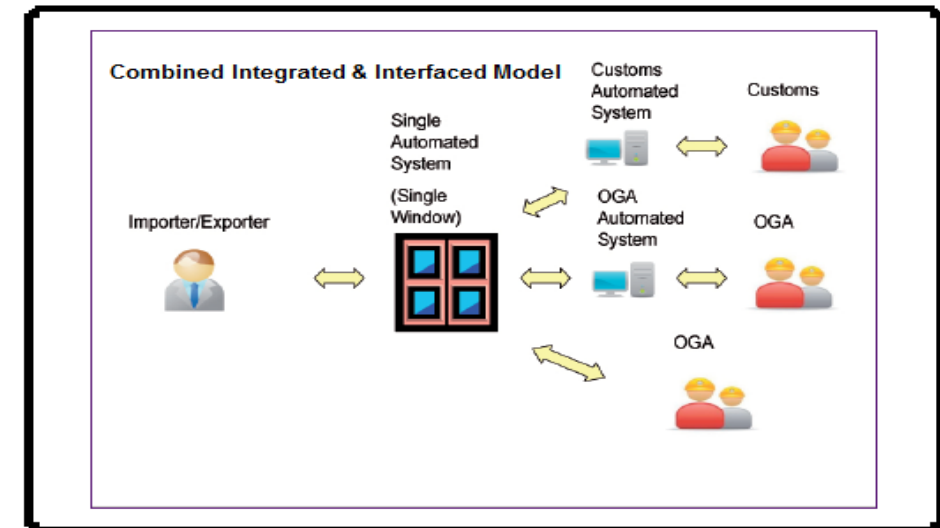 Combined Integrated & Interfaced Model
Customs
Automated
System
Customs
Single
Automated
System
(Single
Window)
OGA
Automated
System
OGA
Importer/Exporter
OGA